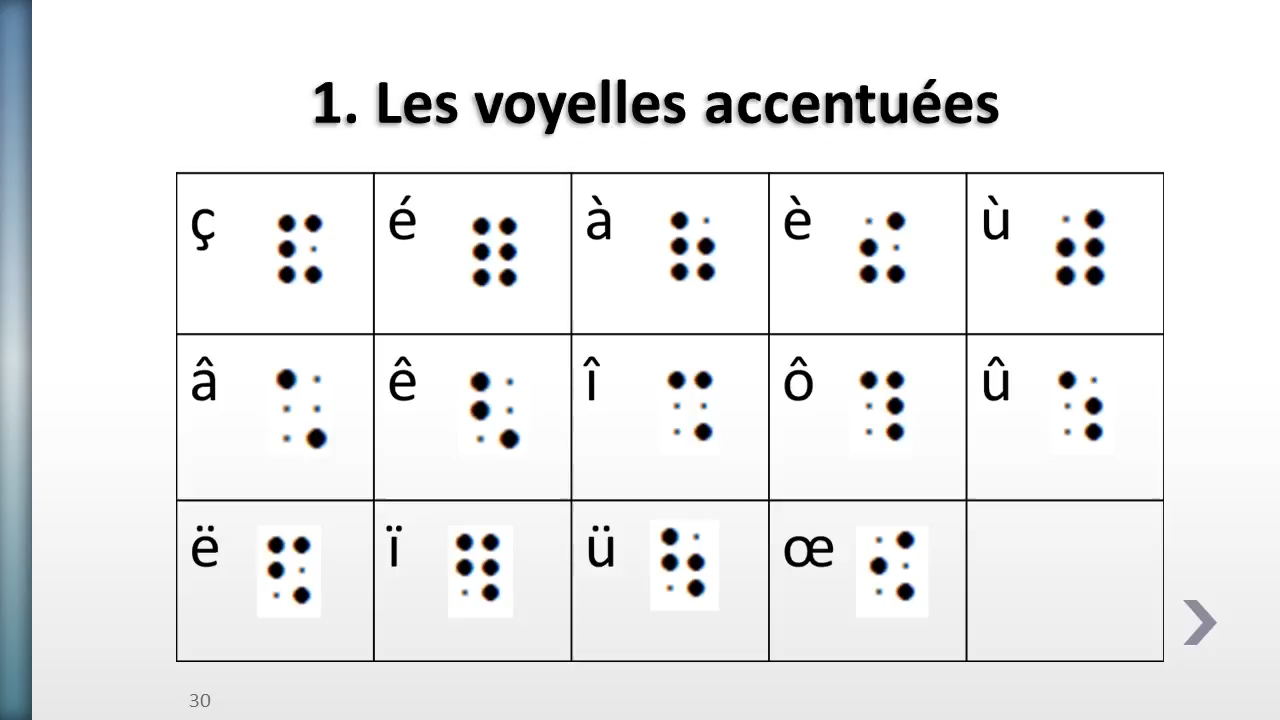 1. Les voyelles accentuées
ç ⠯ é ⠿ à ⠷ è ⠮ ù ⠾
â ⠡ ê ⠣ î ⠩ ô ⠹ û ⠱
ë ⠫ ï ⠻ ü ⠳ œ ⠪
30